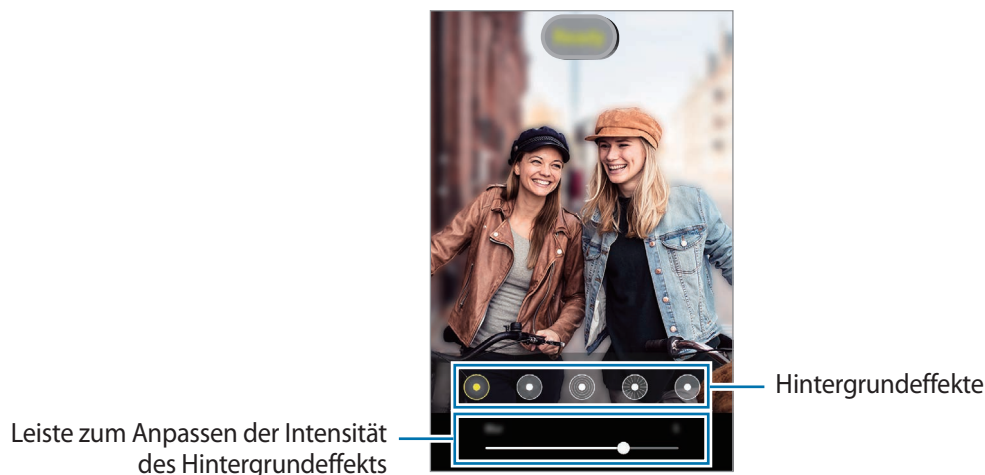 Hintergrundeffekte
Leiste zum Anpassen der Intensität
des Hintergrundeffekts